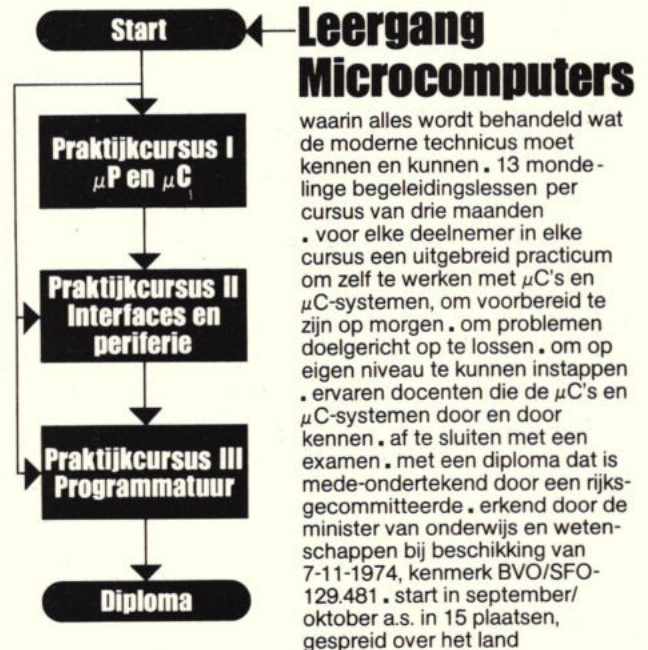 Start
Praktijkcursus I
µP en µC
Praktijkcursus II
Interfaces en
periferie
Praktijkcursus III
Programmatuur
Diploma
Leergang
Microcomputers
waarin alles wordt behandeld wat
de moderne technicus moet
kennen en kunnen. 13 monde-
linge begeleidingslessen per
cursus van drie maanden
. voor elke deelnemer in elke
cursus een uitgebreid practicum
om zelf te werken met µC's en
µC-systemen, om voorbereid te
zijn op morgen. om problemen
doelgericht op te lossen. om op
eigen niveau te kunnen instappen
. ervaren docenten die de µC's en
µC-systemen door en door
kennen. af te sluiten met een
examen. met een diploma dat is
mede-ondertekend door een rijks-
gecommitteerde. erkend door de
minister van onderwijs en weten-
schappen bij beschikking van
7-11-1974, kenmerk BVO/SFO-
129.481. start in september/
oktober a.s. in 15 plaatsen,
gespreid over het land